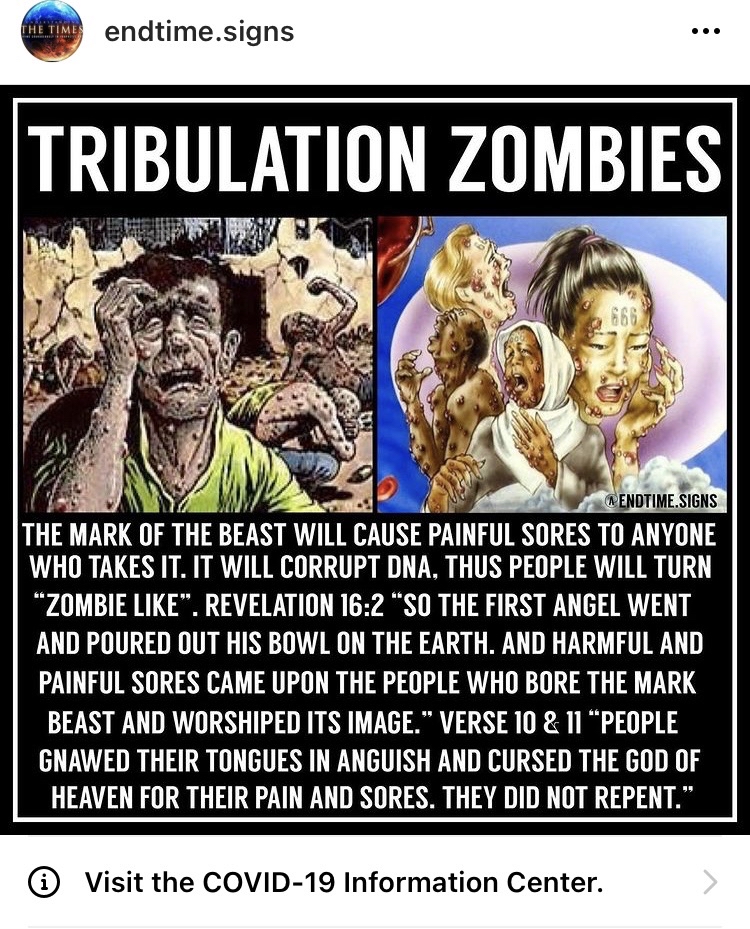 THE TIMES
endtime.signs
TRIBULATION ZOMBIES
666
ENDTIME.SIGNS
THE MARK OF THE BEAST WILL CAUSE PAINFUL SORES TO ANYONE
WHO TAKES IT. IT WILL CORRUPT DNA, THUS PEOPLE WILL TURN
“ZOMBIE LIKE”. REVELATION 16:2 “SO THE FIRST ANGEL WENT
AND POURED OUT HIS BOWL ON THE EARTH. AND HARMFUL AND
PAINFUL SORES CAME UPON THE PEOPLE WHO BORE THE MARK
BEAST AND WORSHIPED ITS IMAGE.” VERSE 10 & 11 “PEOPLE
GNAWED THEIR TONGUES IN ANGUISH AND CURSED THE GOD OF
HEAVEN FOR THEIR PAIN AND SORES. THEY DID NOT REPENT.”
Visit the COVID-19 Information Center.